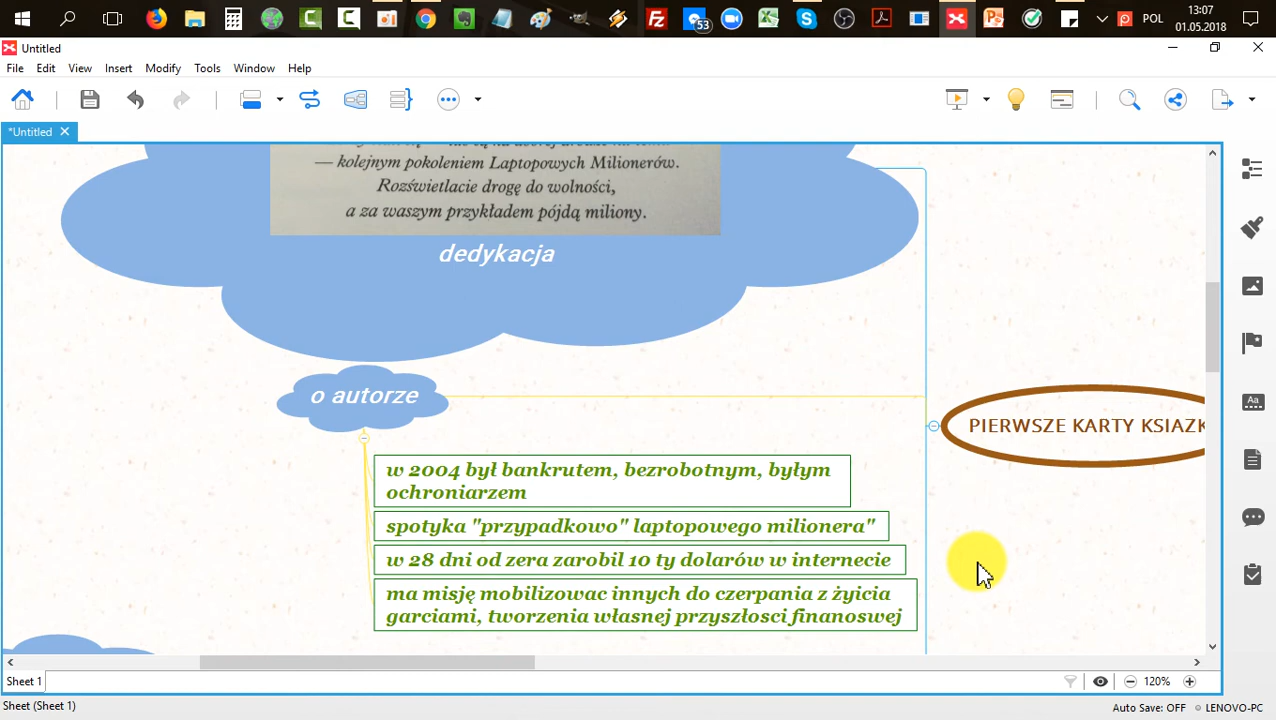 53
POL
13:07
01.05.2018
Untitled
File Edit View Insert Modify Tools Window Help
*Untitled
— kolejnym pokoleniem Laptopowych Milionerów.
Rozświetlacie drogę do wolności,
a za waszym przykładem pójdą miliony.
dedykacja
o autorze
PIERWSZE KARTY KSIAZK
w 2004 był bankrutem, bezrobotnym, byłym
ochroniarzem
spotyka "przypadkowo" laptopowego milionera"
w 28 dni od zera zarobil 10 ty dolarów w internecie
ma misję mobilizowac innych do czerpania z żyicia
garciami, tworzenia własnej przyszłosci finanoswej
Aa
Sheet 1
120%
Sheet (Sheet 1)
Auto Save: OFF
LENOVO-PC